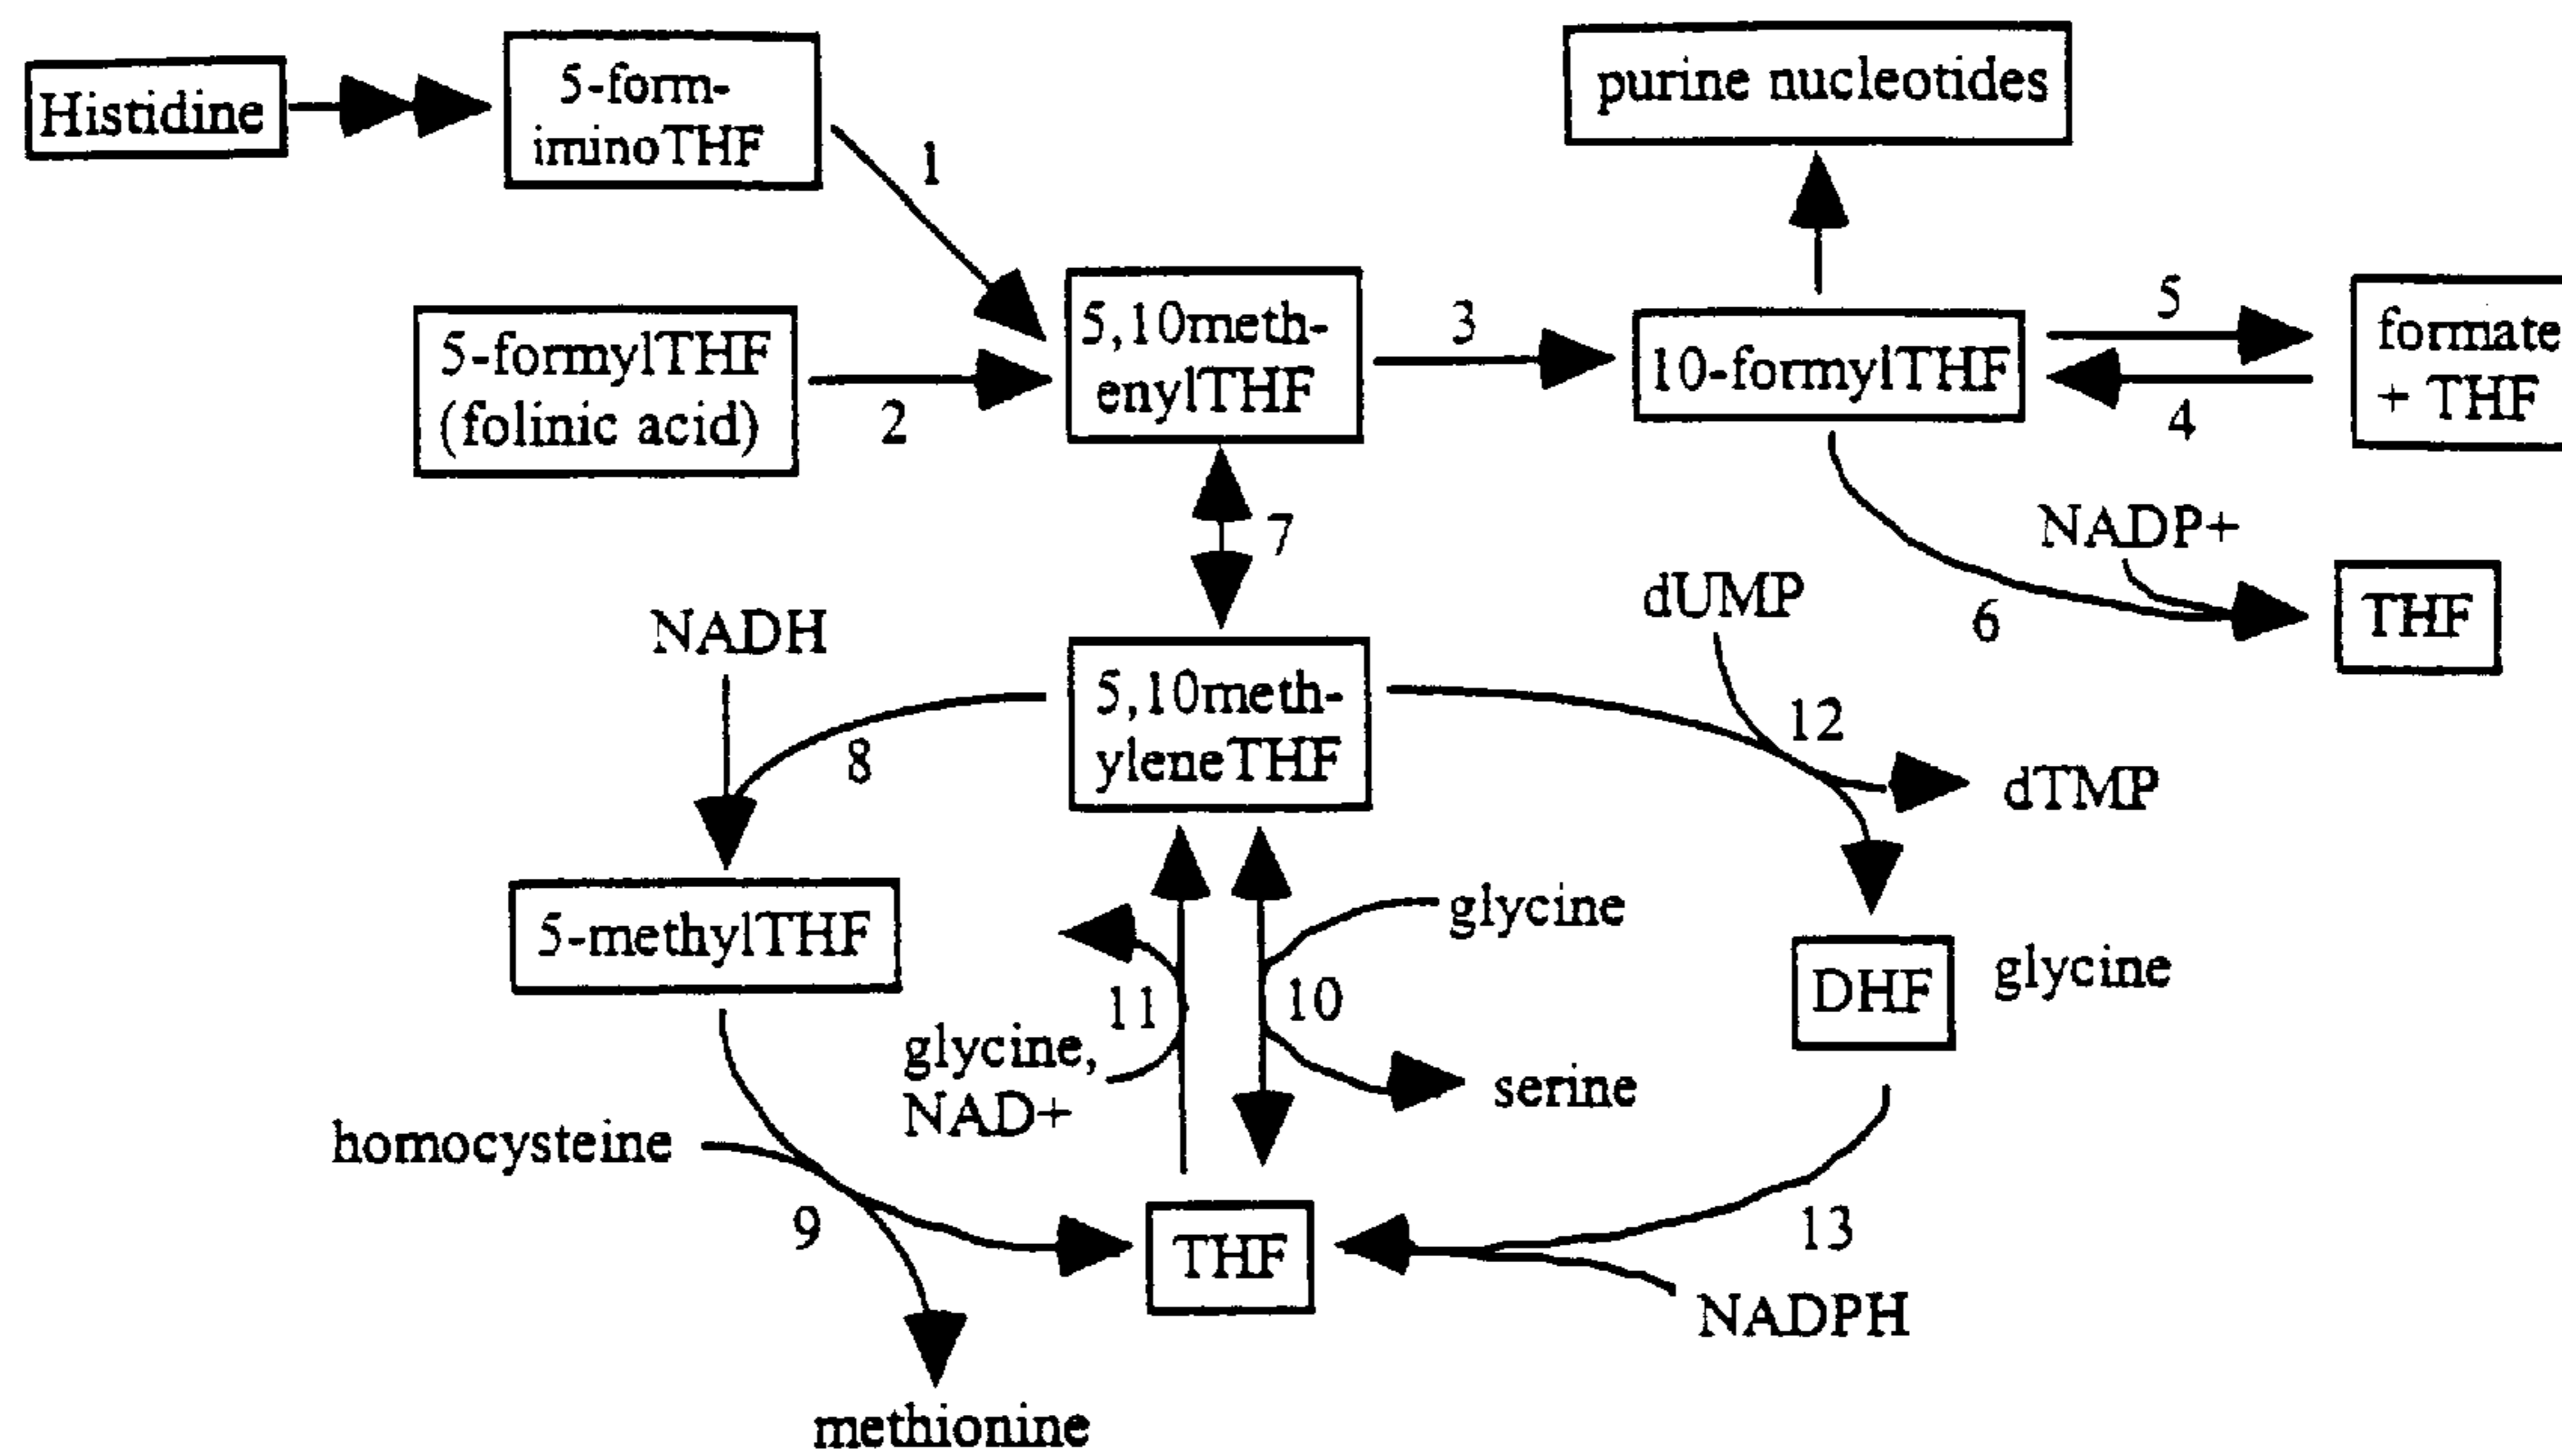 Histidine
5-form-
iminoTHF
1
purine nucleotides
5-formylTHF
(folinic acid)
2
5,10meth-
enylTHF
3
10-formylTHF
5
4
formate
+ THF
7
NADP+
6
THF
NADH
8
5,10meth-
yleneTHF
dUMP
12
dTMP
5-methylTHF
glycine
11
10
glycine,
NAD+
serine
DHF
glycine
homocysteine
9
THF
13
NADPH
methionine